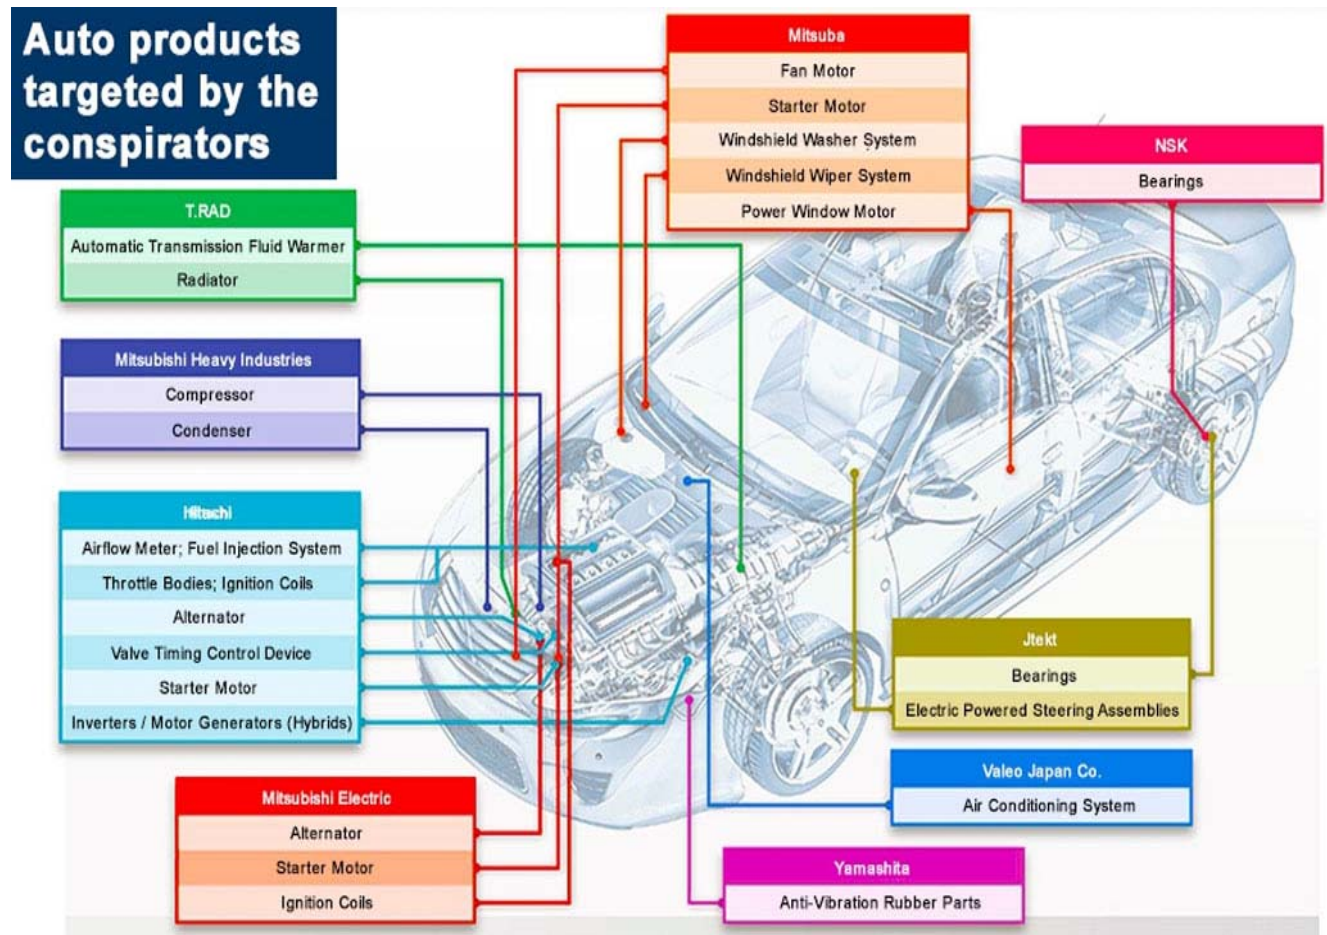 Auto products
targeted by the
conspirators
Mitsuba
Fan Motor
Starter Motor
Windshield Washer System
Windshield Wiper System
Power Window Motor
NSK
Bearings
T.RAD
Automatic Transmission Fluid Warmer
Radiator
Mitsubishi Heavy Industries
Compressor
Condenser
Hitachi
Airflow Meter; Fuel Injection System
Throttle Bodies; Ignition Coils
Alternator
Valve Timing Control Device
Starter Motor
Inverters / Motor Generators (Hybrids)
Jtekt
Bearings
Electric Powered Steering Assemblies
Valeo Japan Co.
Air Conditioning System
Mitsubishi Electric
Alternator
Starter Motor
Ignition Coils
Yamashita
Anti-Vibration Rubber Parts